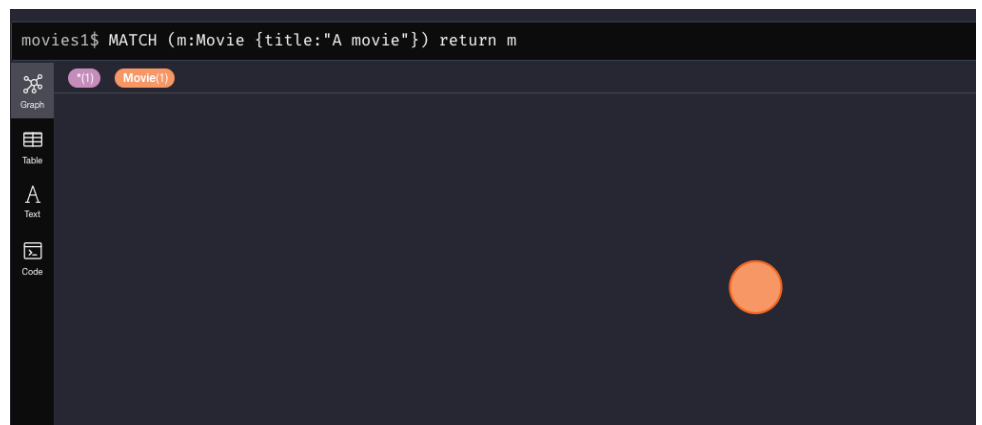 movies1$ MATCH (m:Movie {title:"A movie"}) return m
*(1) Movie(1)
Graph
Table
A
Text
Code